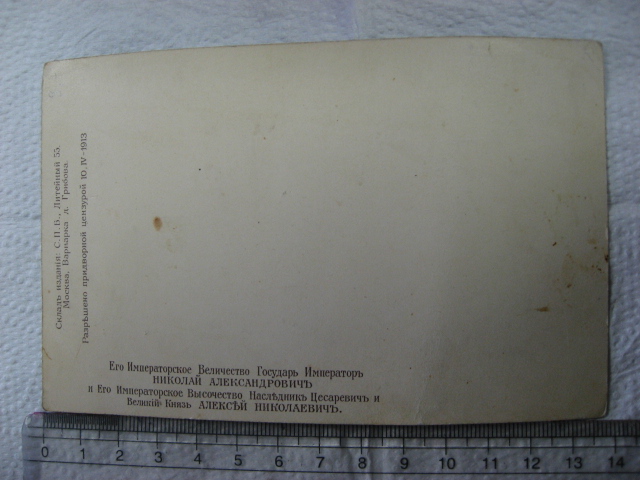 Складъ изданія: С.П.Б., Литейный 55.
Москва. Варварка д. Грибова.
Разрѣшено придворной цензурой 10. IV-1913
Его Императорское Величество Государь Императоръ
НИКОЛАЙ АЛЕКСАНДРОВИЧЪ
и Его Императорское Высочество Наслѣдникъ Цесаревичъ и
Великій Князь АЛЕКСѢЙ НИКОЛАЕВИЧЪ.
0 1 2 3 4 5 6 7 8 9 10 11 12 13 14